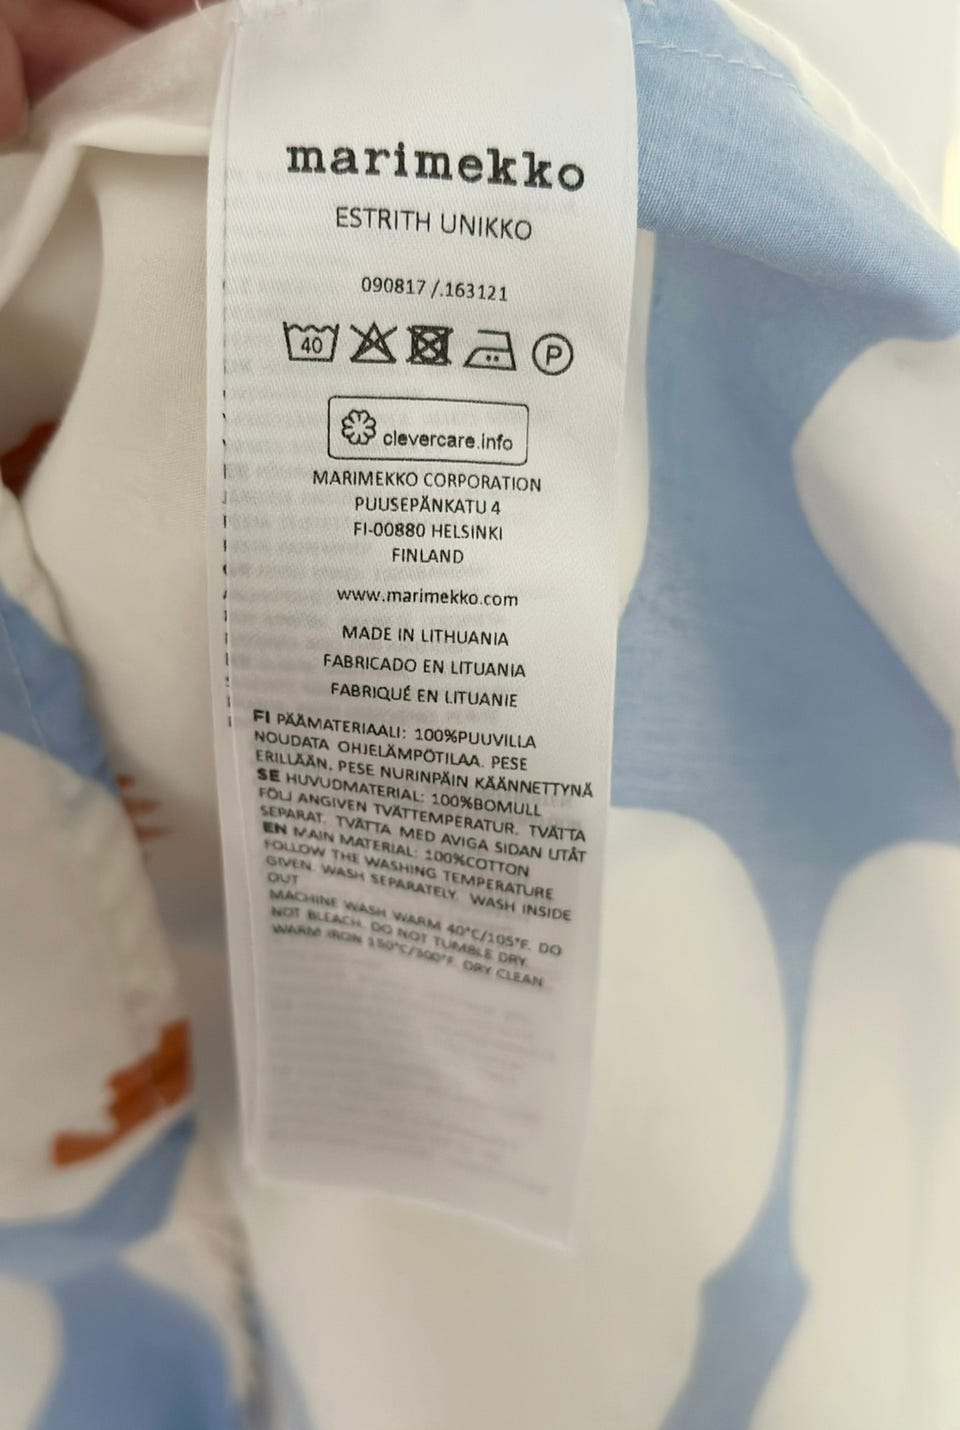 marimekko
ESTRITH UNIKKO
090817 /.163121
40 P
clevercare.info
MARIMEKKO CORPORATION
PUUSEPÄNKATU 4
FI-00880 HELSINKI
FINLAND
www.marimekko.com
MADE IN LITHUANIA
FABRICADO EN LITUANIA
FABRIQUÉ EN LITUANIE
FI PÄÄMATERIAALI: 100%PUUVILLA
NOUDATA OHJELÄMPÖTILAA. PESE
ERILLÄÄN. PESE NURINPÄIN KÄÄNNETTYNÄ
SE HUVUDMATERIAL: 100%BOMULL
FÖLJ ANGIVEN TVÄTTEMPERATUR. TVÄTTA
SEPARAT. TVÄTTA MED AVIGA SIDAN UTÅT
EN MAIN MATERIAL: 100%COTTON
FOLLOW THE WASHING TEMPERATURE
GIVEN. WASH SEPARATELY. WASH INSIDE
OUT
MACHINE WASH WARM 40°C/105°F. DO
NOT BLEACH. DO NOT TUMBLE DRY.
WARM IRON 150°C/300°F. DRY CLEAN